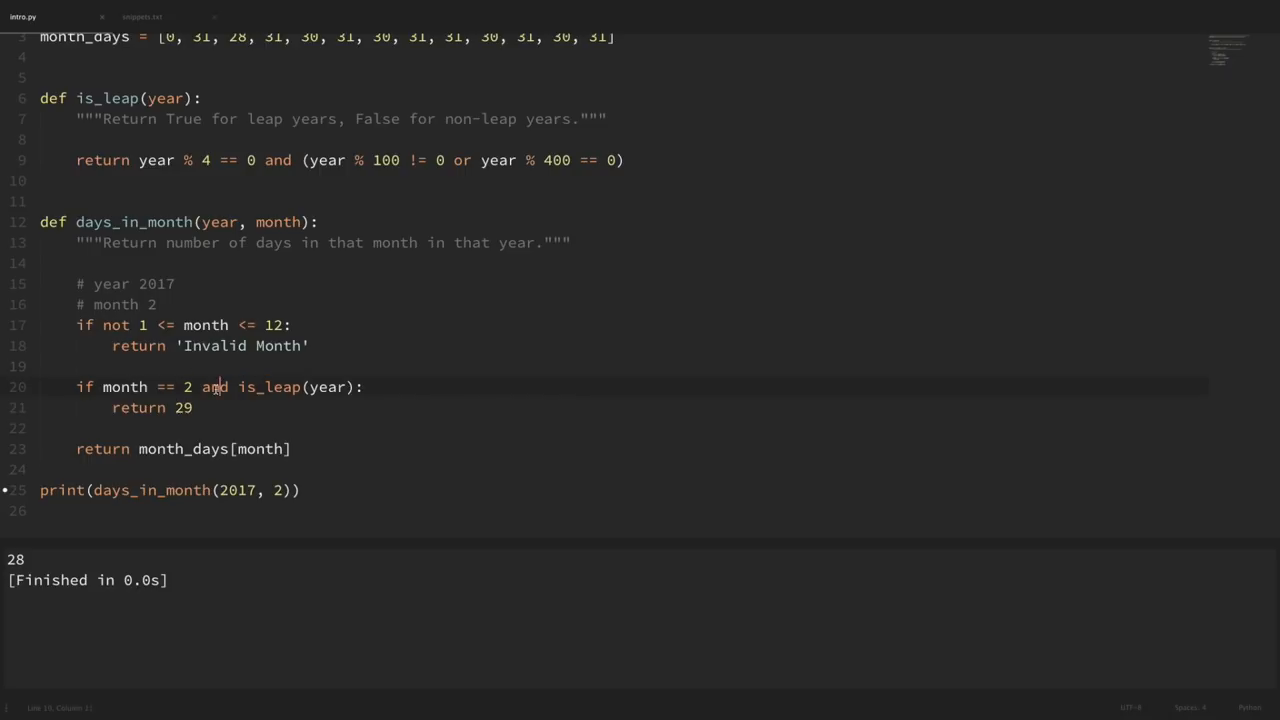 intro.py
snippets.txt
3 month_days = [0, 31, 28, 31, 30, 31, 30, 31, 31, 30, 31, 30, 31]
4
5
6 def is_leap(year):
7 """Return True for leap years, False for non-leap years."""
8
9 return year % 4 == 0 and (year % 100 != 0 or year % 400 == 0)
10
11
12 def days_in_month(year, month):
13 """Return number of days in that month in that year."""
14
15 # year 2017
16 # month 2
17 if not 1 <= month <= 12:
18 return 'Invalid Month'
19
20 if month == 2 and is_leap(year):
21 return 29
22
23 return month_days[month]
24
25 print(days_in_month(2017, 2))
26
28
[Finished in 0.0s]
UTF-8
Spaces: 4
Python